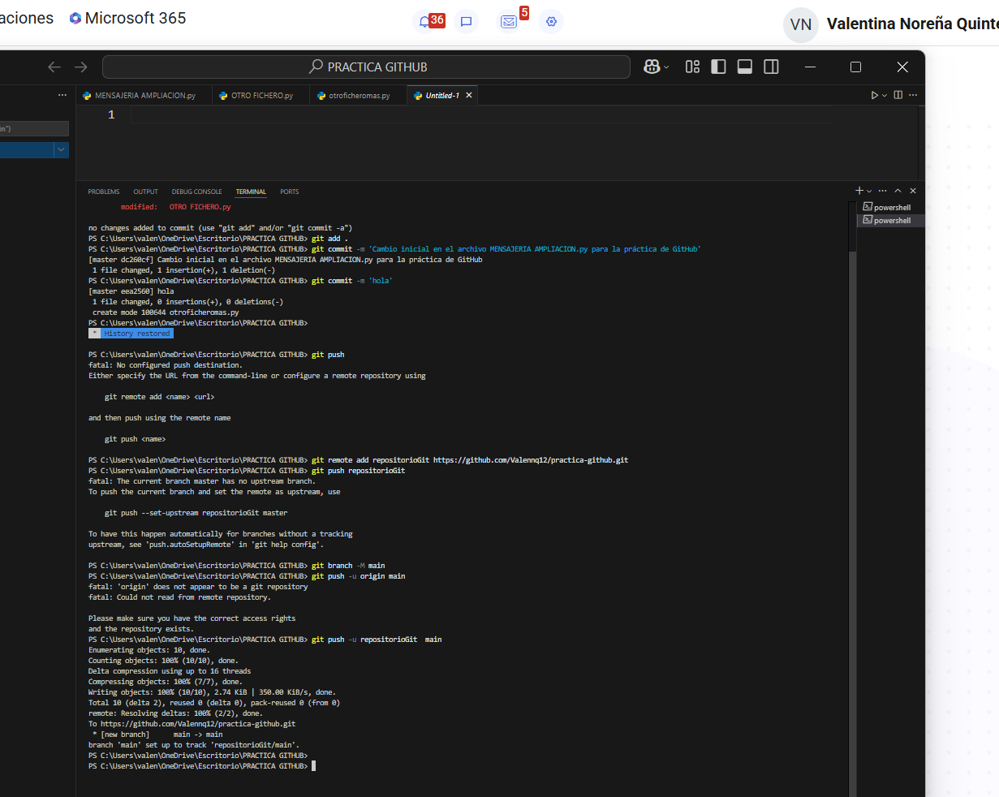 aciones Microsoft 365 36 5 VN Valentina Noreña Quinte
PRACTICA GITHUB
MENSAJERIA AMPLIACION.py OTRO FICHERO.py otroficheromas.py Untitled-1
1
in")
PROBLEMS OUTPUT DEBUG CONSOLE TERMINAL PORTS
powershell
powershell
modified: OTRO FICHERO.py
no changes added to commit (use "git add" and/or "git commit -a")
PS C:\Users\valen\OneDrive\Escritorio\PRACTICA GITHUB> git add .
PS C:\Users\valen\OneDrive\Escritorio\PRACTICA GITHUB> git commit -m 'Cambio inicial en el archivo MENSAJERIA AMPLIACION.py para la práctica de GitHub'
[master dc260cf] Cambio inicial en el archivo MENSAJERIA AMPLIACION.py para la práctica de GitHub
1 file changed, 1 insertion(+), 1 deletion(-)
PS C:\Users\valen\OneDrive\Escritorio\PRACTICA GITHUB> git commit -m 'hola'
[master eea2560] hola
1 file changed, 0 insertions(+), 0 deletions(-)
create mode 100644 otroficheromas.py
PS C:\Users\valen\OneDrive\Escritorio\PRACTICA GITHUB>
* History restored
PS C:\Users\valen\OneDrive\Escritorio\PRACTICA GITHUB> git push
fatal: No configured push destination.
Either specify the URL from the command-line or configure a remote repository using
git remote add <name> <url>
and then push using the remote name
git push <name>
PS C:\Users\valen\OneDrive\Escritorio\PRACTICA GITHUB> git remote add repositorioGit https://github.com/Valennq12/practica-github.git
PS C:\Users\valen\OneDrive\Escritorio\PRACTICA GITHUB> git push repositorioGit
fatal: The current branch master has no upstream branch.
To push the current branch and set the remote as upstream, use
git push --set-upstream repositorioGit master
To have this happen automatically for branches without a tracking
upstream, see 'push.autoSetupRemote' in 'git help config'.
PS C:\Users\valen\OneDrive\Escritorio\PRACTICA GITHUB> git branch -M main
PS C:\Users\valen\OneDrive\Escritorio\PRACTICA GITHUB> git push -u origin main
fatal: 'origin' does not appear to be a git repository
fatal: Could not read from remote repository.
Please make sure you have the correct access rights
and the repository exists.
PS C:\Users\valen\OneDrive\Escritorio\PRACTICA GITHUB> git push -u repositorioGit  main
Enumerating objects: 10, done.
Counting objects: 100% (10/10), done.
Delta compression using up to 16 threads
Compressing objects: 100% (7/7), done.
Writing objects: 100% (10/10), 2.74 KiB | 350.00 KiB/s, done.
Total 10 (delta 2), reused 0 (delta 0), pack-reused 0 (from 0)
remote: Resolving deltas: 100% (2/2), done.
To https://github.com/Valennq12/practica-github.git
* [new branch] main -> main
branch 'main' set up to track 'repositorioGit/main'.
PS C:\Users\valen\OneDrive\Escritorio\PRACTICA GITHUB>
PS C:\Users\valen\OneDrive\Escritorio\PRACTICA GITHUB>